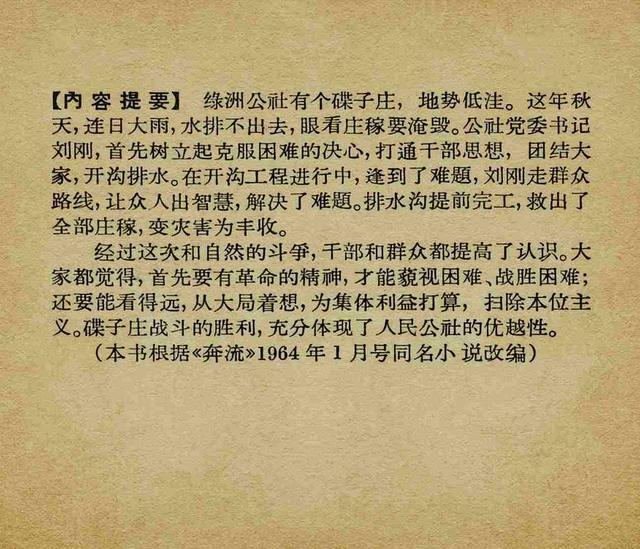 【内容提要】 绿洲公社有个碟子庄，地势低洼。这年秋
天，连日大雨，水排不出去，眼看庄稼要淹毁。公社党委书记
刘刚，首先树立起克服困难的决心，打通干部思想，团结大
家，开沟排水。在开沟工程进行中，逢到了难题，刘刚走群众
路线，让众人出智慧，解决了难题。排水沟提前完工，救出了
全部庄稼，变灾害为丰收。
经过这次和自然的斗争，干部和群众都提高了认识。大
家都觉得，首先要有革命的精神，才能藐视困难、战胜困难；
还要能看得远，从大局着想，为集体利益打算，扫除本位主
义。碟子庄战斗的胜利，充分体现了人民公社的优越性。
（本书根据《奔流》1964年1月号同名小说改编）